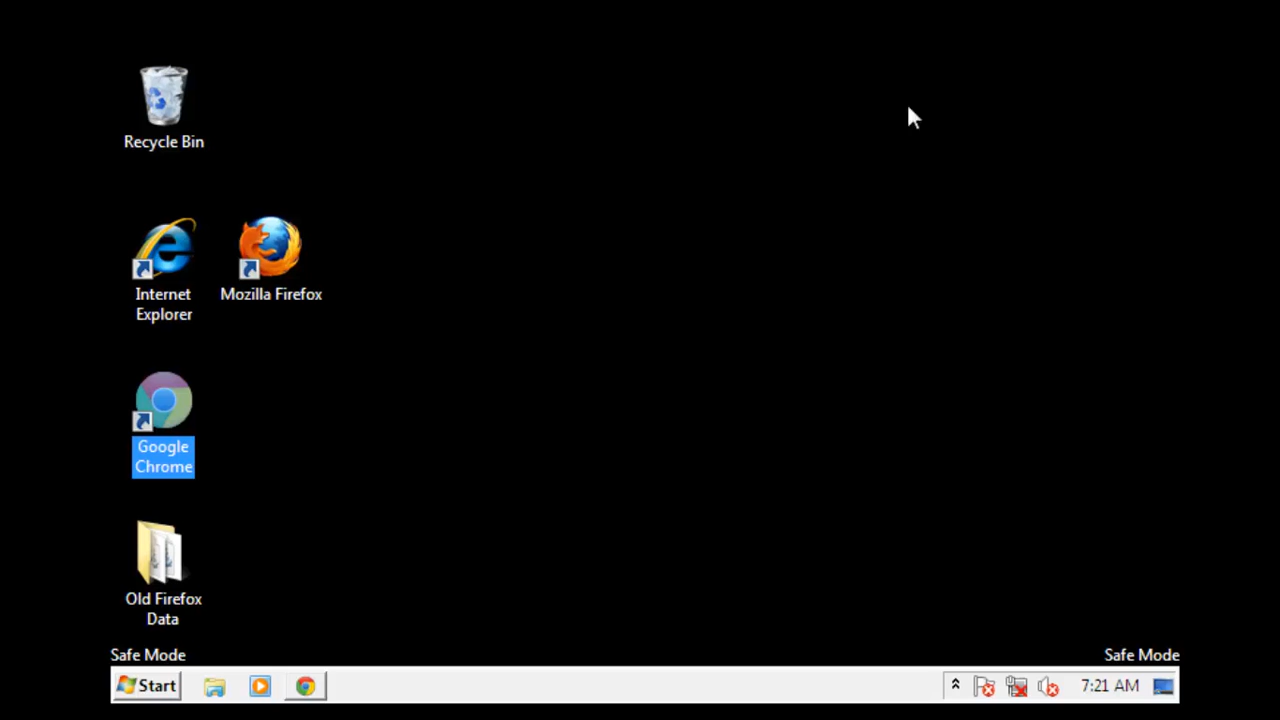 Recycle Bin
Internet
Explorer
Mozilla Firefox
Google
Chrome
Old Firefox
Data
Safe Mode
Safe Mode
Start
7:21 AM